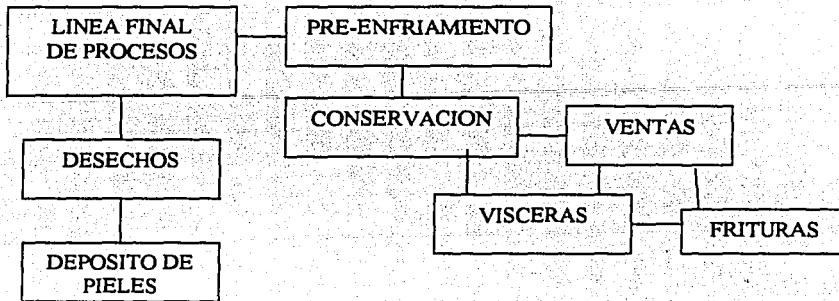 LINEA FINAL
DE PROCESOS
PRE-ENFRIAMIENTO
CONSERVACION
VENTAS
DESECHOS
VISCERAS
FRITURAS
DEPOSITO DE
PIELES